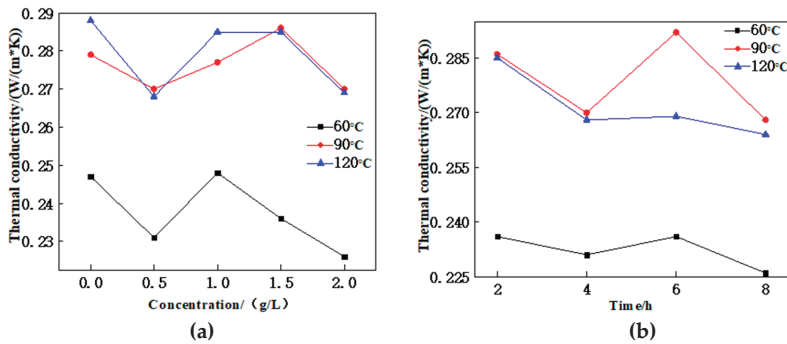 0.29
0.28
0.27
0.26
0.25
0.24
0.23
Thermal conductivity/(W/(m*K))
60°C
90°C
120°C
0.0 0.5 1.0 1.5 2.0
Concentration/（g/L）
(a)
0.285
0.270
0.255
0.240
0.225
Thermal conductivity/(W/(m*K))
60°C
90°C
120°C
2 4 6 8
Time/h
(b)